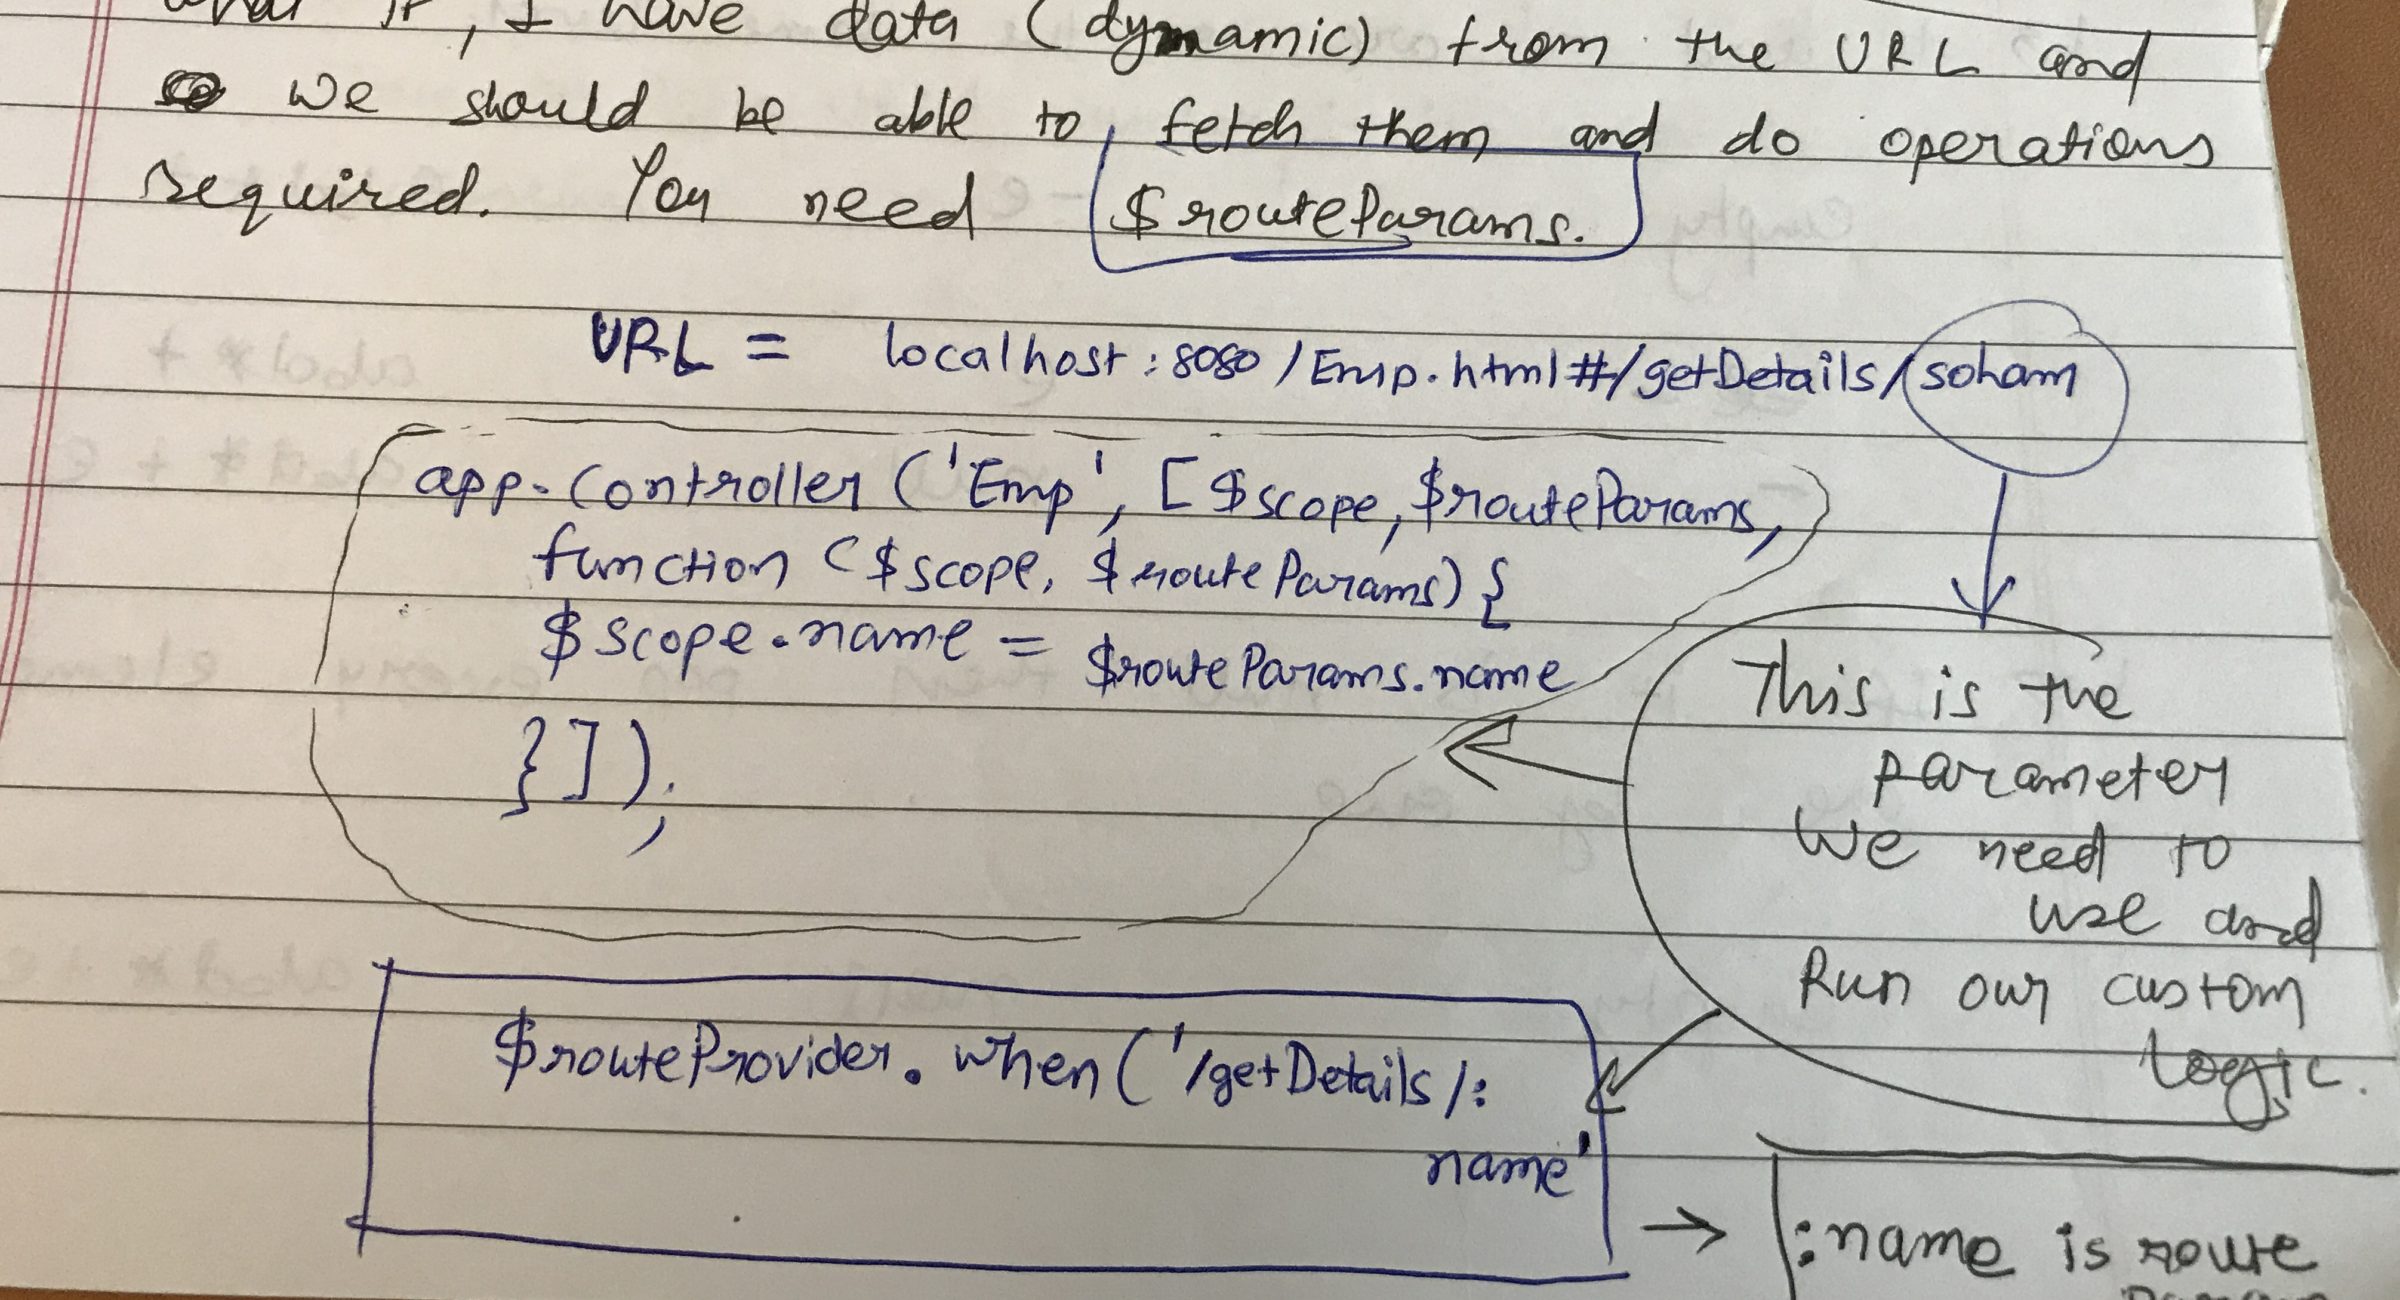 what if, I have data (dynamic) from the URL and
we should be able to fetch them and do operations
required. You need $routeParams.
URL = localhost:8080/Emp.html#/getDetails/soham
app.controller('Emp', [$scope, $routeParams,
function ($scope, $routeParams) {
$scope.name = $routeParams.name
}]);
This is the
parameter
we need to
use and
Run our custom
logic.
$routeProvider.when('/getDetails/:
name'
:name is route